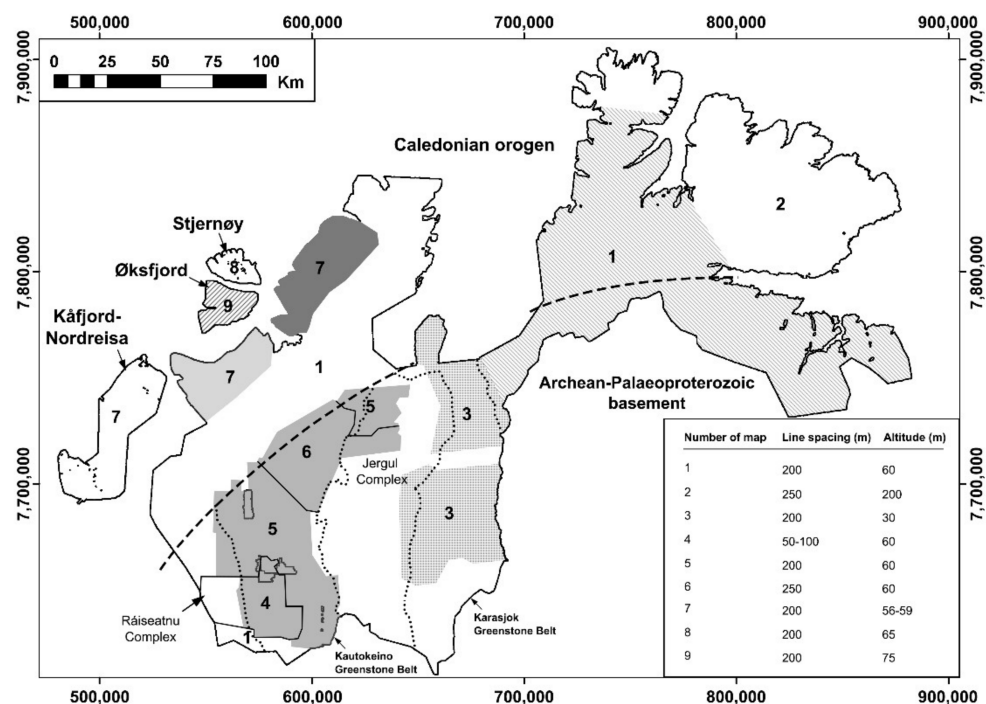 500,000 600,000 700,000 800,000 900,000
0 25 50 75 100
Km
7,900,000
7,900,000
Caledonian orogen
2
Stjernøy
1
8
7
Øksfjord
7,800,000
7,800,000
9
Kåfjord-
Nordreisa
1
7
7
Archean-Palaeoproterozoic
basement
5
3
6
Jergul
Complex
7,700,000
7,700,000
3
5
4
Ráiseatnu
Complex
1
Kautokeino
Greenstone Belt
Karasjok
Greenstone Belt
Number of map Line spacing (m) Altitude (m)
1 200 60
2 250 200
3 200 30
4 50-100 60
5 200 60
6 250 60
7 200 56-59
8 200 65
9 200 75
500,000 600,000 700,000 800,000 900,000